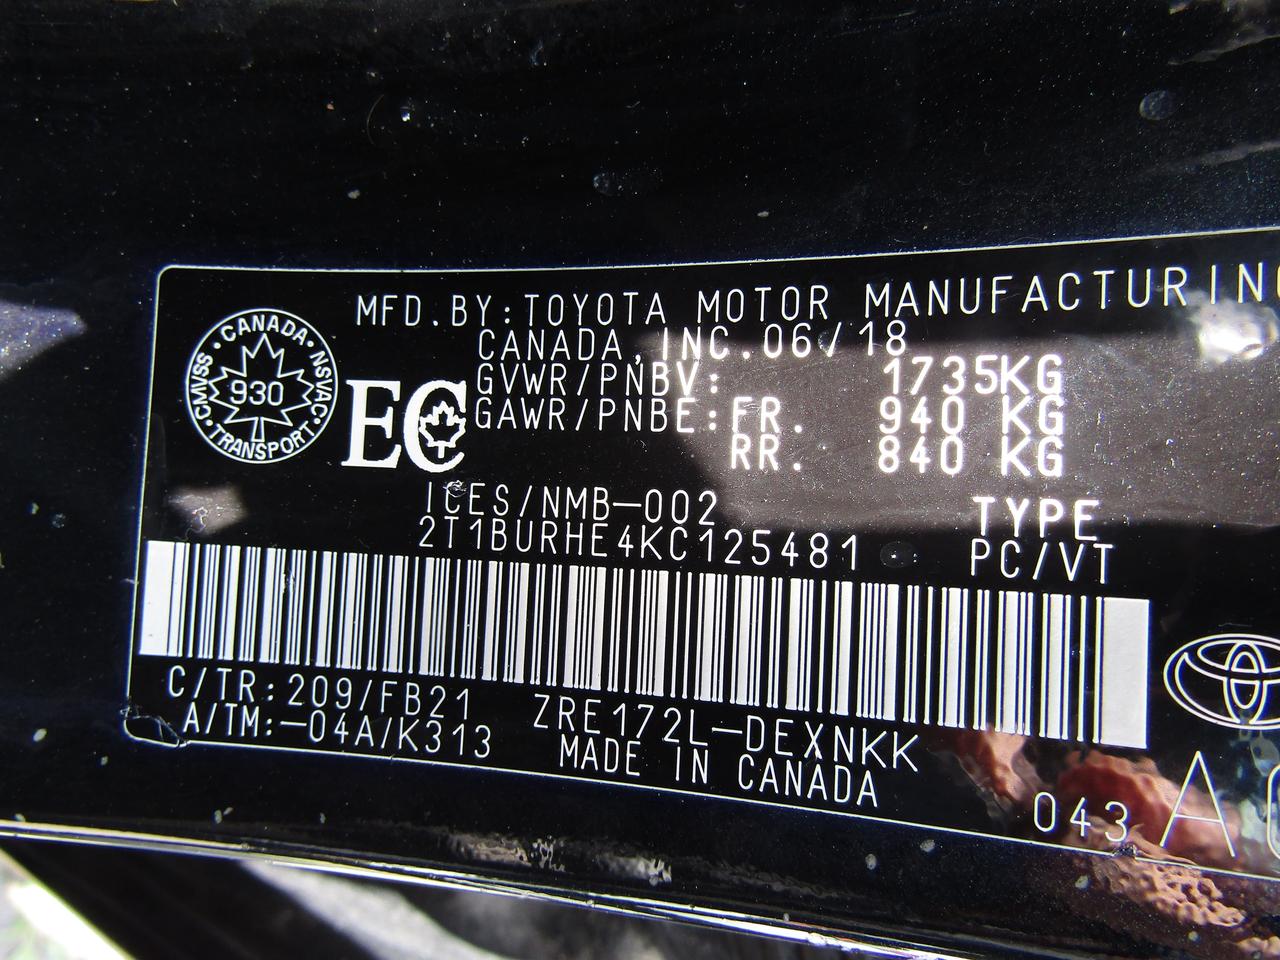 MFD.BY:TOYOTA MOTOR MANUFACTURING
CANADA, INC. 06/18
GVWR/PNBV: 1735KG
GAWR/PNBE:FR. 940 KG
RR. 840 KG
CANADA · NSVAC · TRANSPORT · CMVSS
930
EC
ICES/NMB-002
TYPE
2T1BURHE4KC125481
PC/VT
C/TR:209/FB21
A/TM:-04A/K313
ZRE172L-DEXNKK
MADE IN CANADA
043